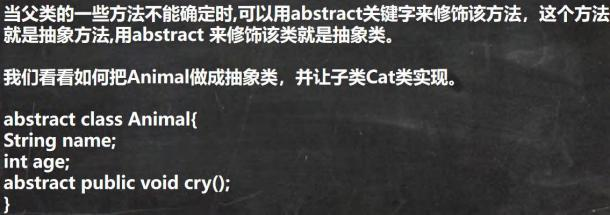 当父类的一些方法不能确定时,可以用abstract关键字来修饰该方法，这个方法
就是抽象方法,用abstract 来修饰该类就是抽象类。
我们看看如何把Animal做成抽象类，并让子类Cat类实现。
abstract class Animal{
String name;
int age;
abstract public void cry();
}